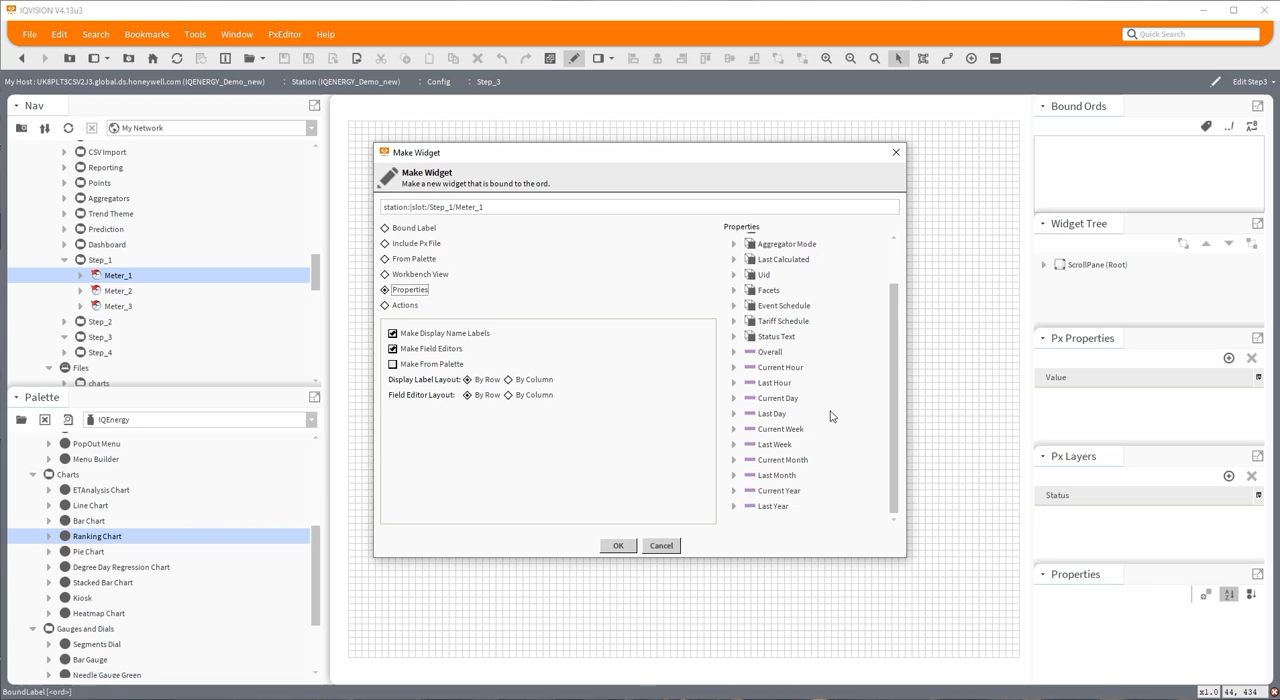 IQVISION V4.13u3
File Edit Search Bookmarks Tools Window PxEditor Help
Quick Search
My Host : UK8PLT3CSV2J3.global.ds.honeywell.com (IQENERGY_Demo_new) : Station (IQENERGY_Demo_new) : Config : Step_3
Edit Step3
Nav
My Network
CSV Import
Reporting
Points
Aggregators
Trend Theme
Prediction
Dashboard
Step_1
Meter_1
Meter_2
Meter_3
Step_2
Step_3
Step_4
Files
charts
Palette
IQEnergy
PopOut Menu
Menu Builder
Charts
ETAnalysis Chart
Line Chart
Bar Chart
Ranking Chart
Pie Chart
Degree Day Regression Chart
Stacked Bar Chart
Kiosk
Heatmap Chart
Gauges and Dials
Segments Dial
Bar Gauge
Needle Gauge Green
Make Widget
Make Widget
Make a new widget that is bound to the ord.
station:|slot:/Step_1/Meter_1
Bound Label
Include Px File
From Palette
Workbench View
Properties
Actions
Make Display Name Labels
Make Field Editors
Make From Palette
Display Label Layout: By Row By Column
Field Editor Layout: By Row By Column
Properties
Aggregator Mode
Last Calculated
Uid
Facets
Event Schedule
Tariff Schedule
Status Text
Overall
Current Hour
Last Hour
Current Day
Last Day
Current Week
Last Week
Current Month
Last Month
Current Year
Last Year
OK Cancel
Bound Ords
Widget Tree
ScrollPane (Root)
Px Properties
Value
Px Layers
Status
Properties
BoundLabel [<ord>]
x1.0 44, 434